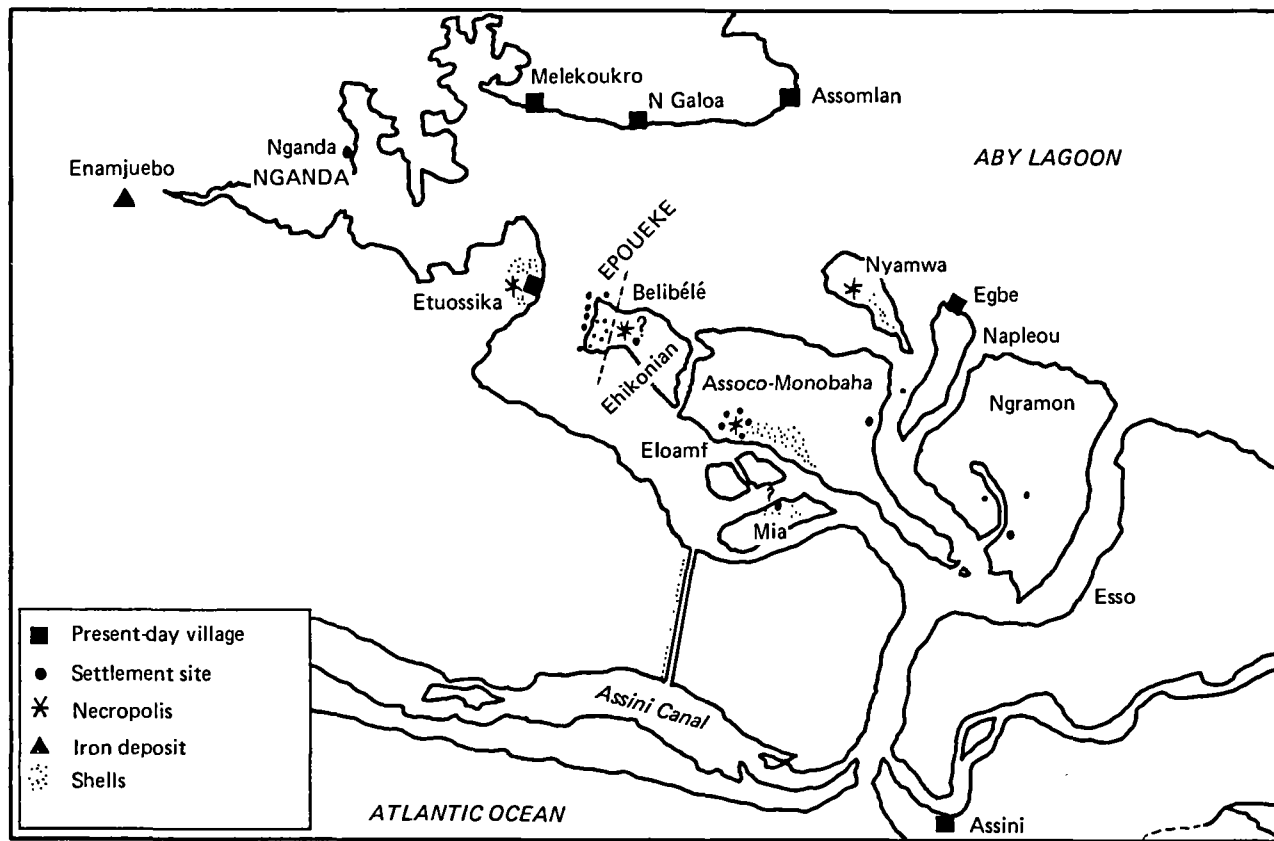 Melekoukro
N Galoa
Assomlan
Nganda
NGANDA
Enamjuebo
ABY LAGOON
EPOUEKE
Nyamwa
Etuossika
Belibélé
Egbe
Napleou
Ehikonian
Assoco-Monobaha
Ngramon
Eloamf
?
?
Mia
Esso
Present-day village
Settlement site
Necropolis
Iron deposit
Shells
Assini Canal
ATLANTIC OCEAN
Assini